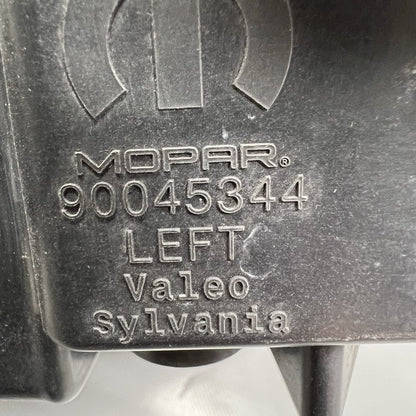 MOPAR®
90045344
LEFT
Valeo
Sylvania